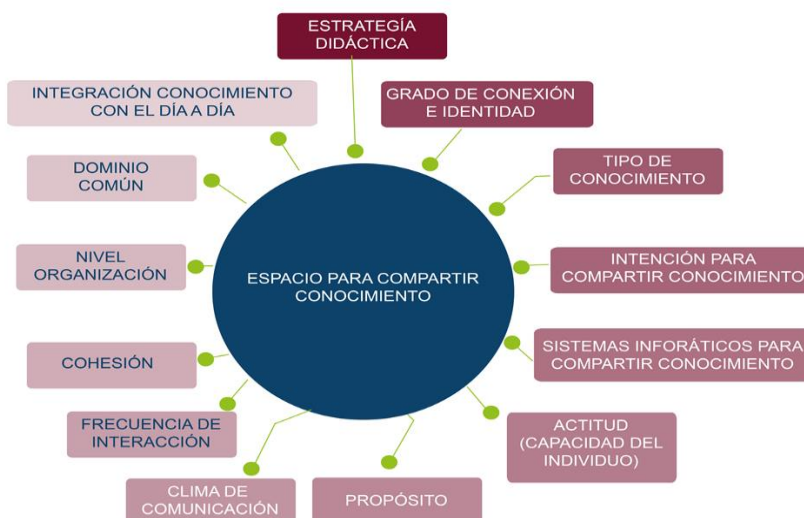 ESTRATEGÍA
DIDÁCTICA
GRADO DE CONEXIÓN
E IDENTIDAD
TIPO DE
CONOCIMIENTO
INTENCIÓN PARA
COMPARTIR CONOCIMIENTO
SISTEMAS INFORÁTICOS PARA
COMPARTIR CONOCIMIENTO
ACTITUD
(CAPACIDAD DEL
INDIVIDUO)
PROPÓSITO
CLIMA DE
COMUNICACIÓN
FRECUENCIA DE
INTERACCIÓN
COHESIÓN
NIVEL
ORGANIZACIÓN
DOMINIO
COMÚN
INTEGRACIÓN CONOCIMIENTO
CON EL DÍA A DÍA
ESPACIO PARA COMPARTIR
CONOCIMIENTO